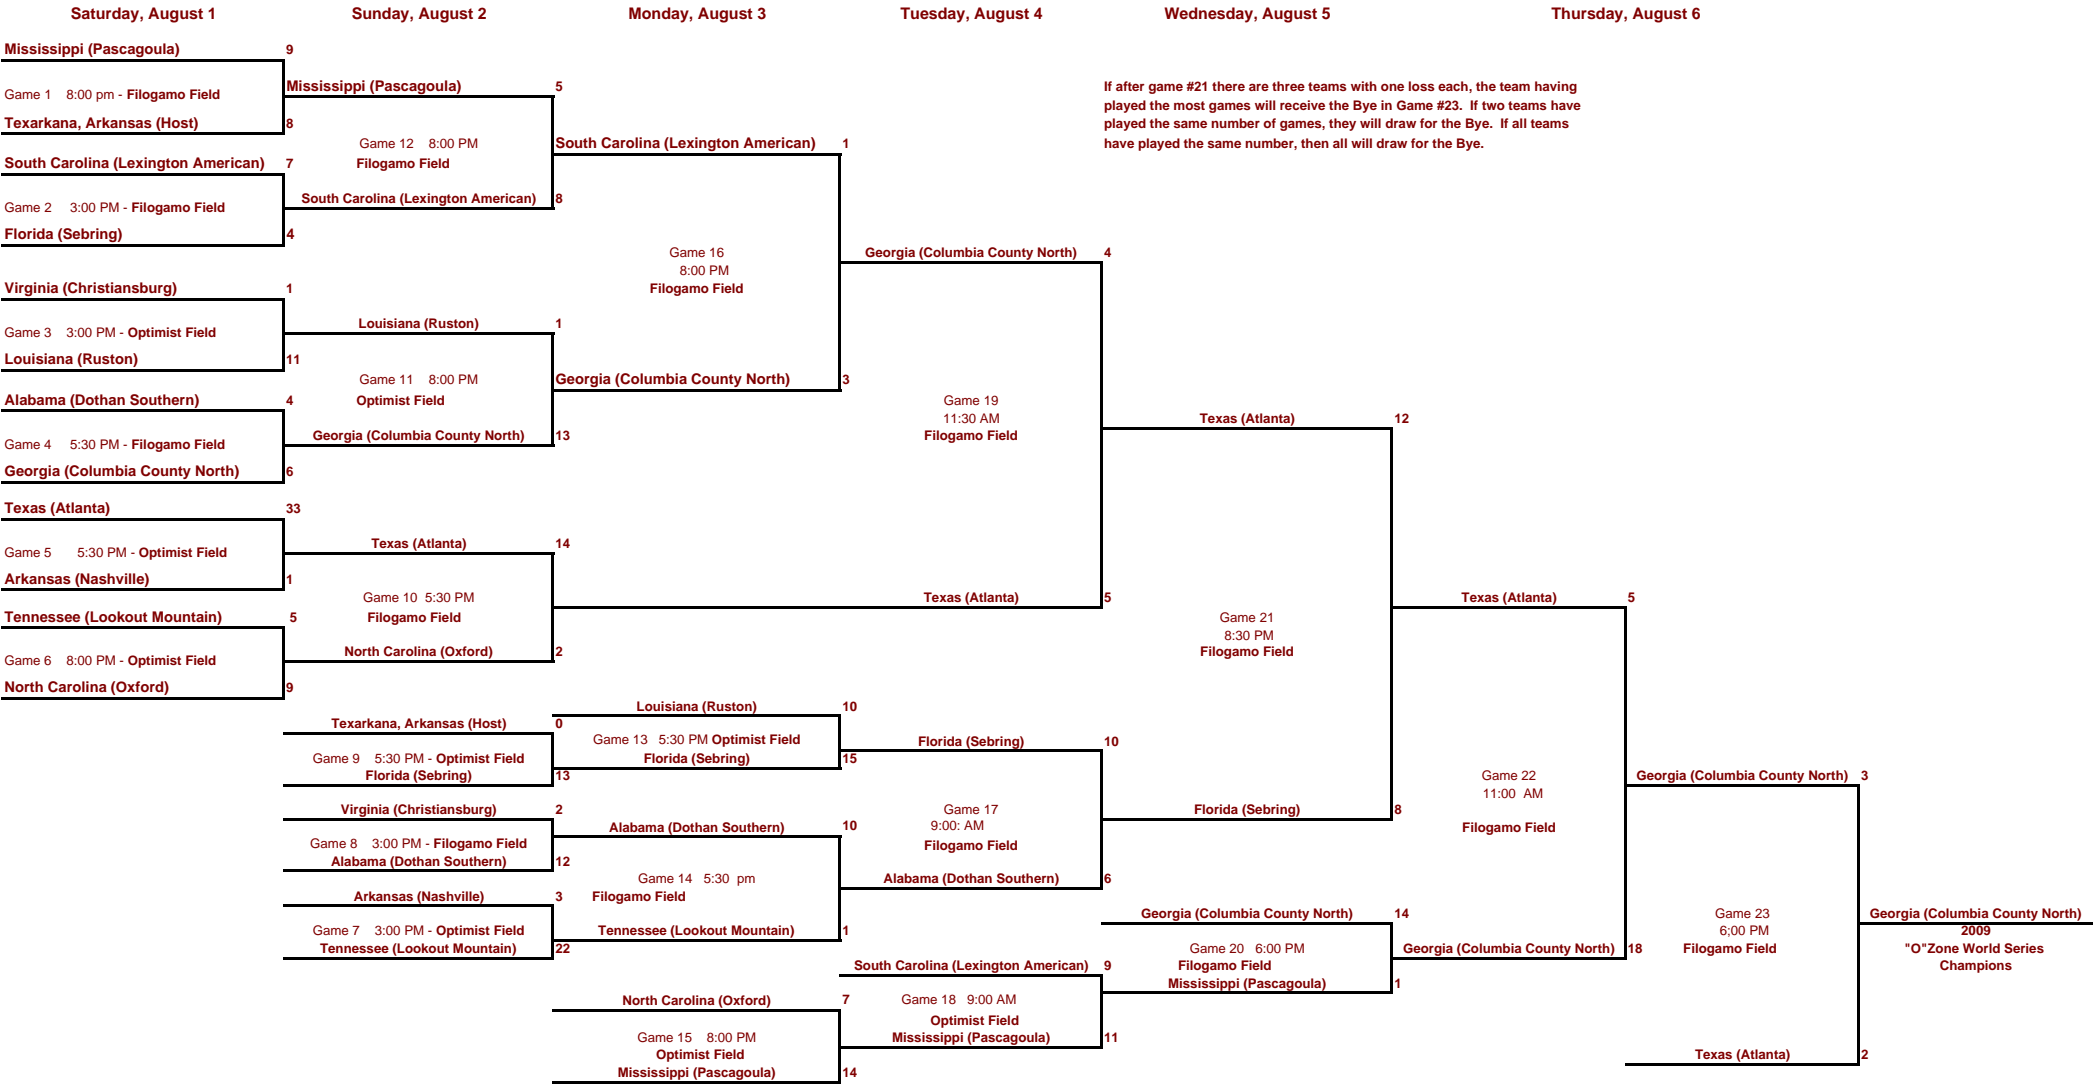 Saturday, August 1
Sunday, August 2
Monday, August 3
Tuesday, August 4
Wednesday, August 5
Thursday, August 6
Mississippi (Pascagoula) 9
Game 1 8:00 pm - Filogamo Field
Texarkana, Arkansas (Host) 8
South Carolina (Lexington American) 7
Game 2 3:00 PM - Filogamo Field
Florida (Sebring) 4
Virginia (Christiansburg) 1
Game 3 3:00 PM - Optimist Field
Louisiana (Ruston) 11
Alabama (Dothan Southern) 4
Game 4 5:30 PM - Filogamo Field
Georgia (Columbia County North) 6
Texas (Atlanta) 33
Game 5 5:30 PM - Optimist Field
Arkansas (Nashville) 1
Tennessee (Lookout Mountain) 5
Game 6 8:00 PM - Optimist Field
North Carolina (Oxford) 9
Mississippi (Pascagoula) 5
Game 12 8:00 PM
Filogamo Field
South Carolina (Lexington American) 8
Louisiana (Ruston) 1
Game 11 8:00 PM
Optimist Field
Georgia (Columbia County North) 13
Texas (Atlanta) 14
Game 10 5:30 PM
Filogamo Field
North Carolina (Oxford) 2
Texarkana, Arkansas (Host) 0
Game 9 5:30 PM - Optimist Field
Florida (Sebring) 13
Virginia (Christiansburg) 2
Game 8 3:00 PM - Filogamo Field
Alabama (Dothan Southern) 12
Arkansas (Nashville) 3
Game 7 3:00 PM - Optimist Field
Tennessee (Lookout Mountain) 22
South Carolina (Lexington American) 1
Game 16
8:00 PM
Filogamo Field
Georgia (Columbia County North) 3
Louisiana (Ruston) 10
Game 13 5:30 PM Optimist Field
Florida (Sebring) 15
Alabama (Dothan Southern) 10
Game 14 5:30 pm
Filogamo Field
Tennessee (Lookout Mountain) 1
North Carolina (Oxford) 7
Game 15 8:00 PM
Optimist Field
Mississippi (Pascagoula) 14
Georgia (Columbia County North) 4
Game 19
11:30 AM
Filogamo Field
Texas (Atlanta) 5
Florida (Sebring) 10
Game 17
9:00: AM
Filogamo Field
Alabama (Dothan Southern) 6
South Carolina (Lexington American) 9
Game 18 9:00 AM
Optimist Field
Mississippi (Pascagoula) 11
If after game #21 there are three teams with one loss each, the team having
played the most games will receive the Bye in Game #23. If two teams have
played the same number of games, they will draw for the Bye. If all teams
have played the same number, then all will draw for the Bye.
Texas (Atlanta) 12
Game 21
8:30 PM
Filogamo Field
Florida (Sebring) 8
Georgia (Columbia County North) 14
Game 20 6:00 PM
Filogamo Field
Mississippi (Pascagoula) 1
Texas (Atlanta) 5
Game 22
11:00 AM
Filogamo Field
Georgia (Columbia County North) 18
Georgia (Columbia County North) 3
Game 23
6;00 PM
Filogamo Field
Texas (Atlanta) 2
Georgia (Columbia County North)
2009
"O"Zone World Series
Champions